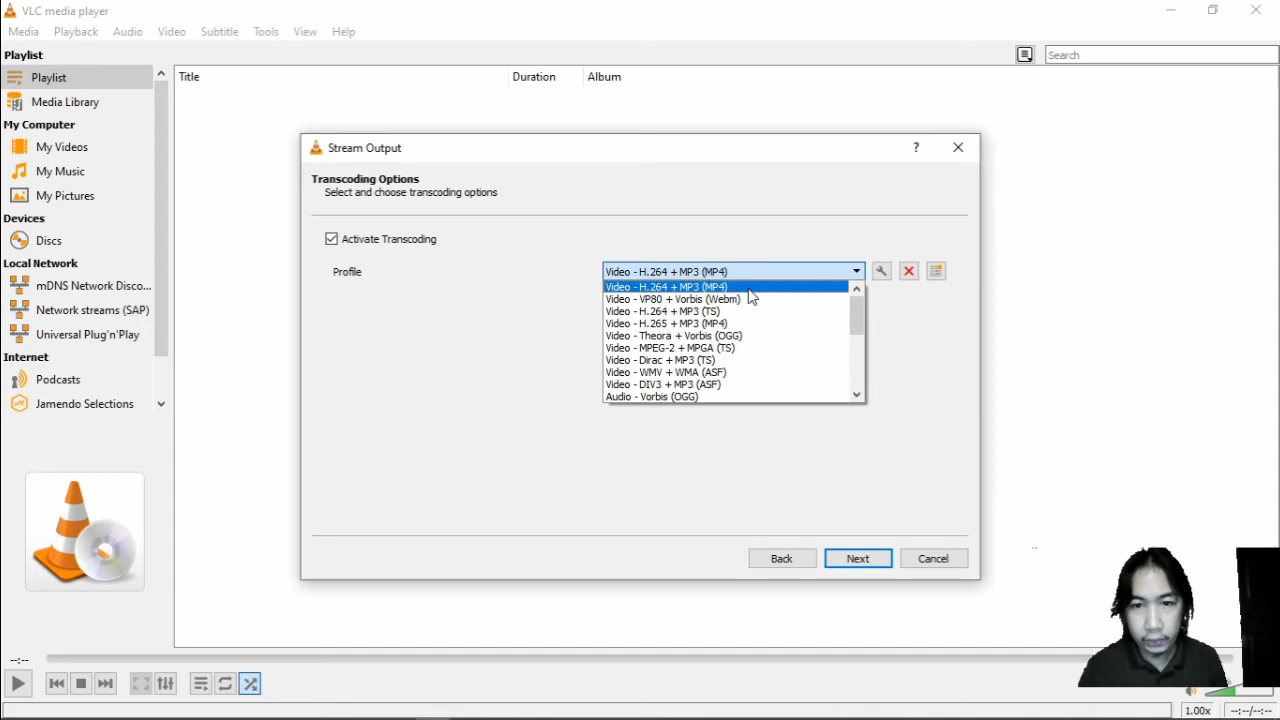 VLC media player
Media Playback Audio Video Subtitle Tools View Help
Playlist
Search
Playlist
Title Duration Album
Media Library
My Computer
My Videos
My Music
My Pictures
Devices
Discs
Local Network
mDNS Network Disco...
Network streams (SAP)
Universal Plug'n'Play
Internet
Podcasts
Jamendo Selections
Stream Output
?
Transcoding Options
Select and choose transcoding options
Activate Transcoding
Profile
Video - H.264 + MP3 (MP4)
Video - H.264 + MP3 (MP4)
Video - VP80 + Vorbis (Webm)
Video - H.264 + MP3 (TS)
Video - H.265 + MP3 (MP4)
Video - Theora + Vorbis (OGG)
Video - MPEG-2 + MPGA (TS)
Video - Dirac + MP3 (TS)
Video - WMV + WMA (ASF)
Video - DIV3 + MP3 (ASF)
Audio - Vorbis (OGG)
Back Next Cancel
--:--
1.00x --:--/--:--